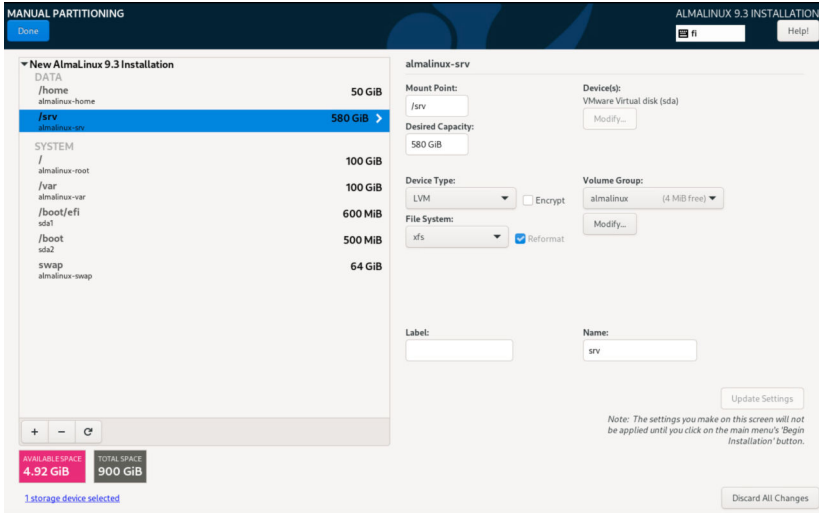 MANUAL PARTITIONING
ALMALINUX 9.3 INSTALLATION
Done
fi
Help!
New AlmaLinux 9.3 Installation
DATA
/home
50 GiB
almalinux-home
/srv
580 GiB
almalinux-srv
SYSTEM
/
100 GiB
almalinux-root
/var
100 GiB
almalinux-var
/boot/efi
600 MiB
sda1
/boot
500 MiB
sda2
swap
64 GiB
almalinux-swap
+ −
AVAILABLE SPACE
4.92 GiB
TOTAL SPACE
900 GiB
1 storage device selected
almalinux-srv
Mount Point:
/srv
Desired Capacity:
580 GiB
Device(s):
VMware Virtual disk (sda)
Modify...
Device Type:
LVM
Encrypt
File System:
xfs
Reformat
Volume Group:
almalinux (4 MiB free)
Modify...
Label:
Name:
srv
Update Settings
Note: The settings you make on this screen will not
be applied until you click on the main menu's 'Begin
Installation' button.
Discard All Changes